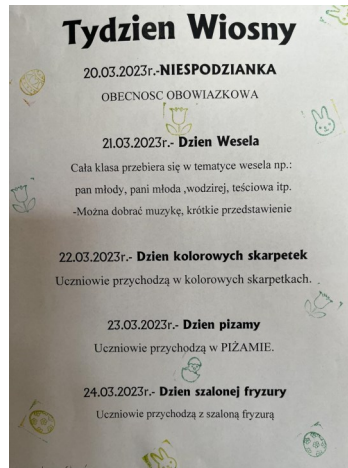 Tydzien Wiosny
20.03.2023r.-NIESPODZIANKA
OBECNOSC OBOWIAZKOWA
21.03.2023r.- Dzien Wesela
Cała klasa przebiera się w tematyce wesela np.:
pan młody, pani młoda ,wodzirej, teściowa itp.
-Można dobrać muzykę, krótkie przedstawienie
22.03.2023r.- Dzien kolorowych skarpetek
Uczniowie przychodzą w kolorowych skarpetkach.
23.03.2023r.- Dzien pizamy
Uczniowie przychodzą w PIŻAMIE.
24.03.2023r.- Dzien szalonej fryzury
Uczniowie przychodzą z szaloną fryzurą